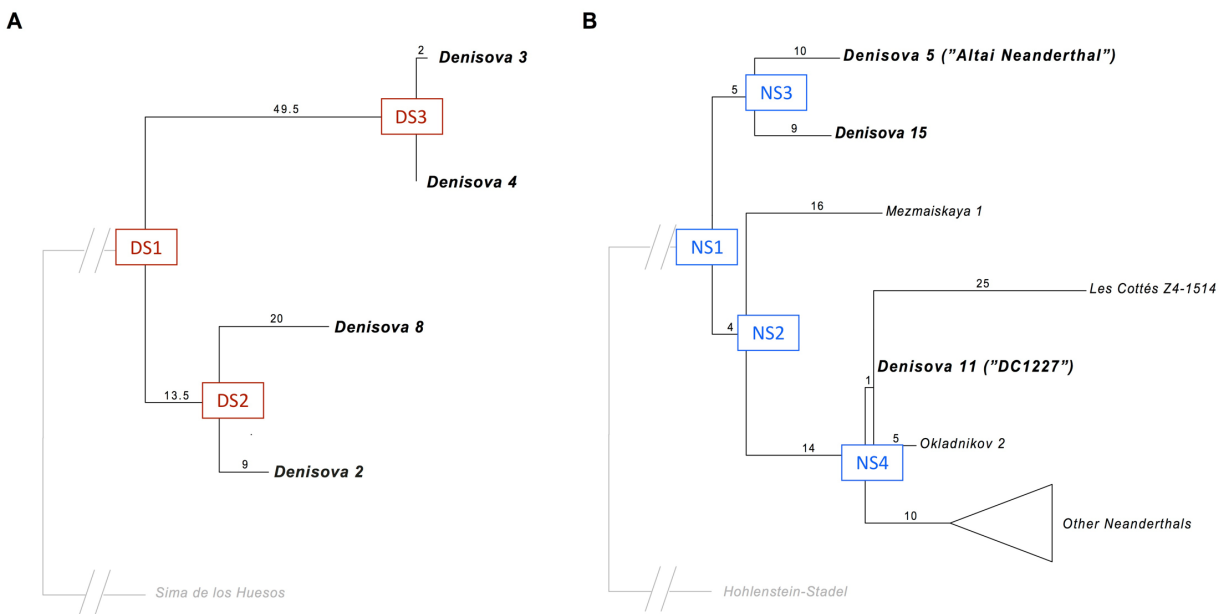 A
2
Denisova 3
49.5
DS3
Denisova 4
DS1
20
Denisova 8
13.5
DS2
9
Denisova 2
Sima de los Huesos
B
10
Denisova 5 ("Altai Neanderthal")
5
NS3
9
Denisova 15
16
Mezmaiskaya 1
NS1
25
Les Cottés Z4-1514
4
NS2
Denisova 11 ("DC1227")
1
5
Okladnikov 2
14
NS4
10
Other Neanderthals
Hohlenstein-Stadel